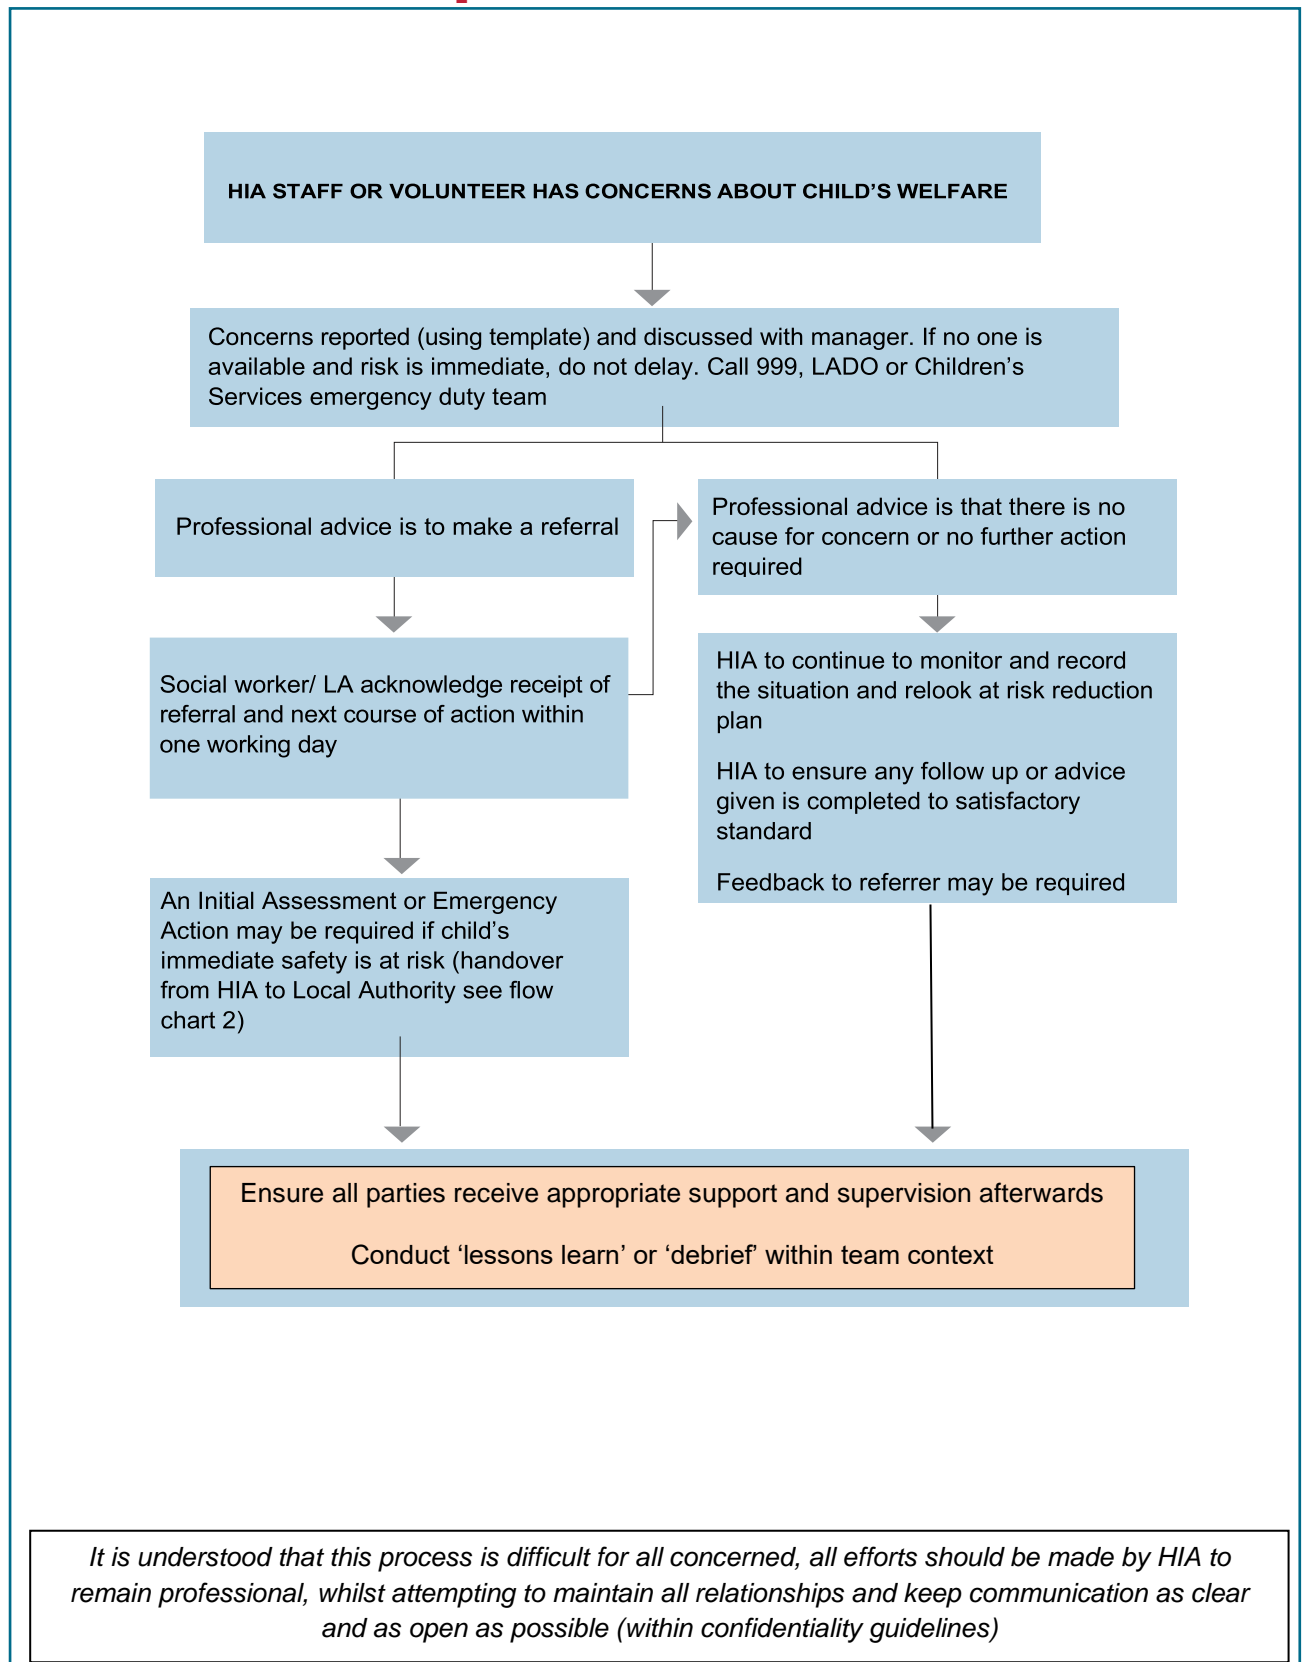 HIA STAFF OR VOLUNTEER HAS CONCERNS ABOUT CHILD’S WELFARE
Concerns reported (using template) and discussed with manager. If no one is
available and risk is immediate, do not delay. Call 999, LADO or Children’s
Services emergency duty team
Professional advice is to make a referral
Professional advice is that there is no
cause for concern or no further action
required
Social worker/ LA acknowledge receipt of
referral and next course of action within
one working day
HIA to continue to monitor and record
the situation and relook at risk reduction
plan
HIA to ensure any follow up or advice
given is completed to satisfactory
standard
Feedback to referrer may be required
An Initial Assessment or Emergency
Action may be required if child’s
immediate safety is at risk (handover
from HIA to Local Authority see flow
chart 2)
Ensure all parties receive appropriate support and supervision afterwards
Conduct ‘lessons learn’ or ‘debrief’ within team context
It is understood that this process is difficult for all concerned, all efforts should be made by HIA to
remain professional, whilst attempting to maintain all relationships and keep communication as clear
and as open as possible (within confidentiality guidelines)